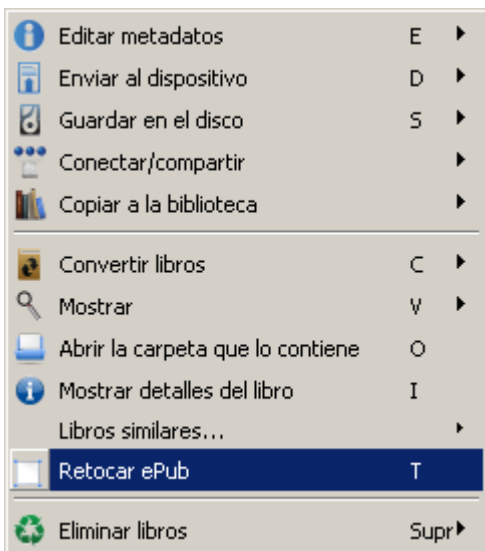 Editar metadatos E
Enviar al dispositivo D
Guardar en el disco S
Conectar/compartir
Copiar a la biblioteca
Convertir libros C
Mostrar V
Abrir la carpeta que lo contiene O
Mostrar detalles del libro I
Libros similares...
Retocar ePub T
Eliminar libros Supr